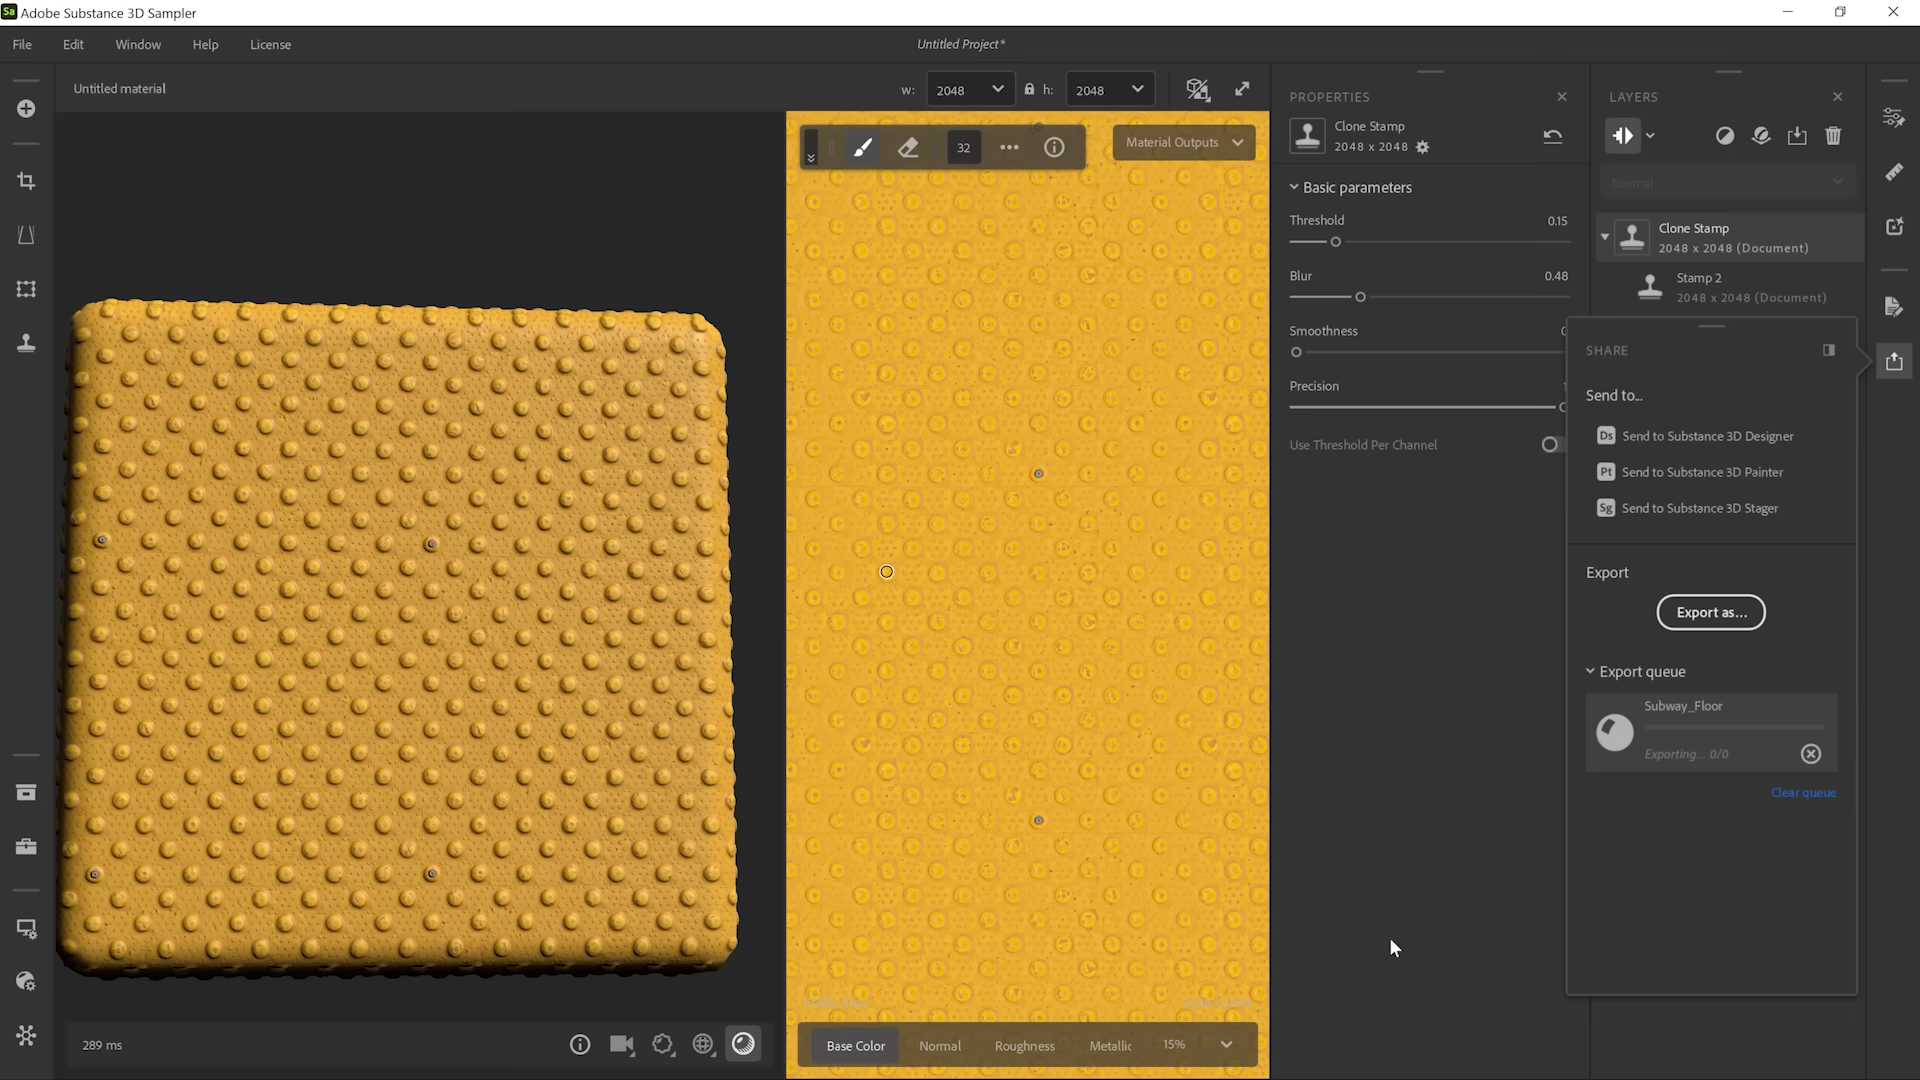 Sa Adobe Substance 3D Sampler
File Edit Window Help License
Untitled Project*
Untitled material
w: 2048 h: 2048
32
Material Outputs
PROPERTIES
Clone Stamp
2048 x 2048
Basic parameters
Threshold 0.15
Blur 0.48
Smoothness
Precision
Use Threshold Per Channel
LAYERS
Normal
Clone Stamp
2048 x 2048 (Document)
Stamp 2
2048 x 2048 (Document)
SHARE
Send to...
Ds Send to Substance 3D Designer
Pt Send to Substance 3D Painter
Sg Send to Substance 3D Stager
Export
Export as...
Export queue
Subway_Floor
Exporting... 0/0
Clear queue
289 ms
Base Color Normal Roughness Metallic 15%